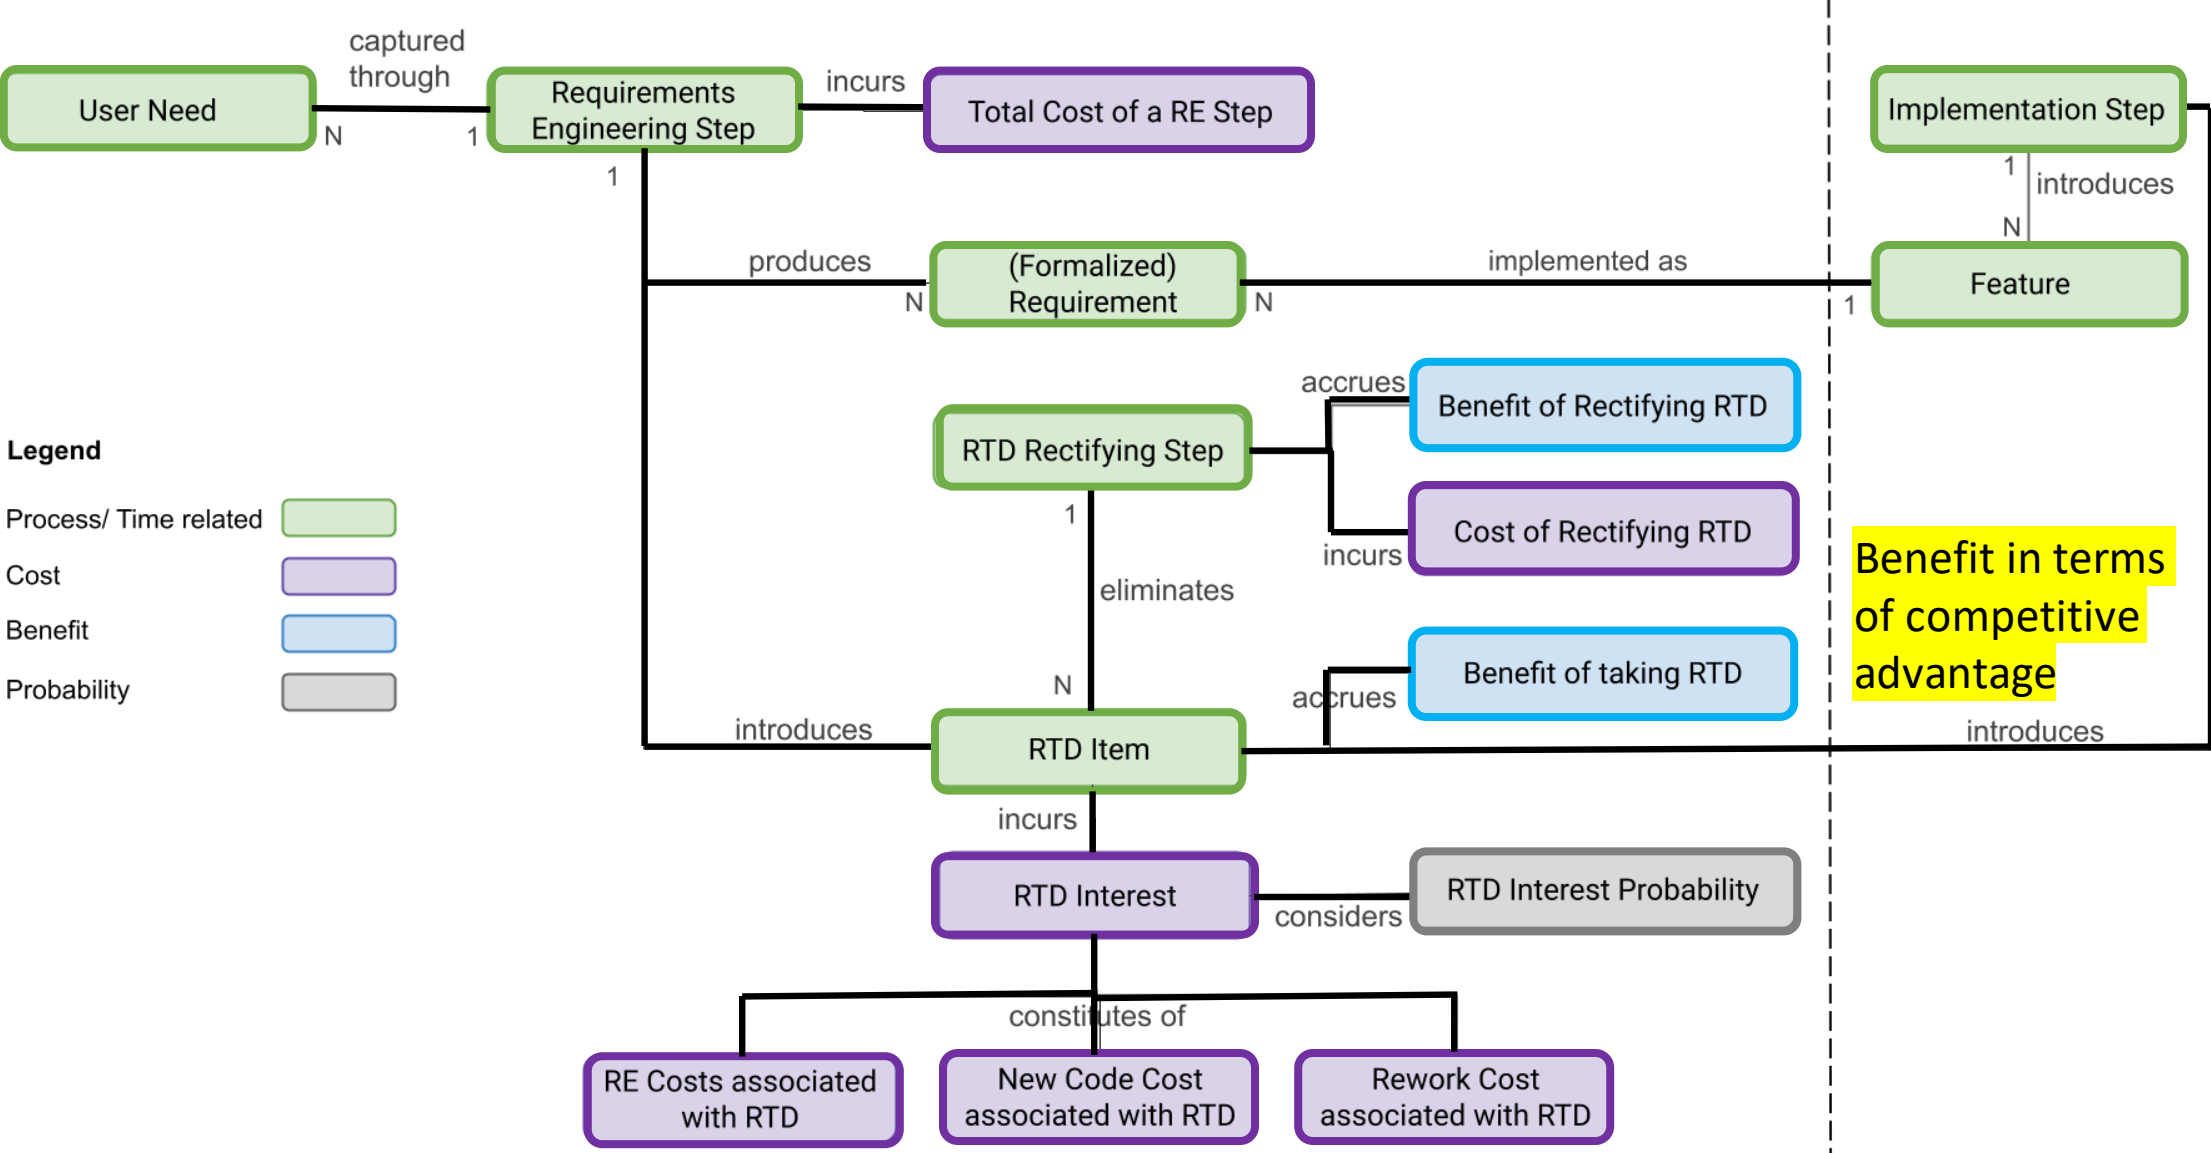 captured
through
User Need
N
1
Requirements
Engineering Step
incurs
Total Cost of a RE Step
Implementation Step
1
introduces
N
1
produces
N
(Formalized)
Requirement
N
implemented as
1
Feature
Legend
Process/ Time related
Cost
Benefit
Probability
RTD Rectifying Step
accrues
Benefit of Rectifying RTD
incurs
Cost of Rectifying RTD
1
eliminates
N
Benefit in terms
of competitive
advantage
accrues
Benefit of taking RTD
introduces
RTD Item
introduces
incurs
RTD Interest
considers
RTD Interest Probability
constitutes of
RE Costs associated
with RTD
New Code Cost
associated with RTD
Rework Cost
associated with RTD